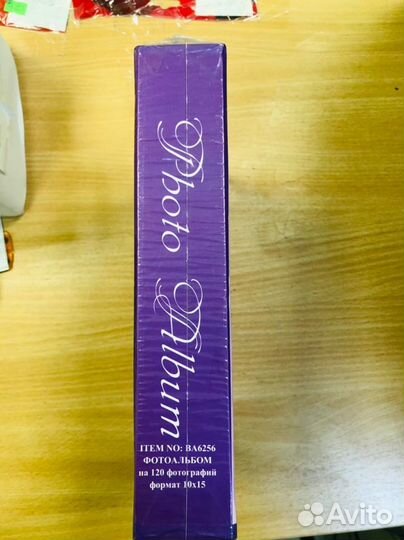 Photo Album
ITEM NO: BA6256
ФОТОАЛЬБОМ
на 120 фотографий
формат 10x15
Avito